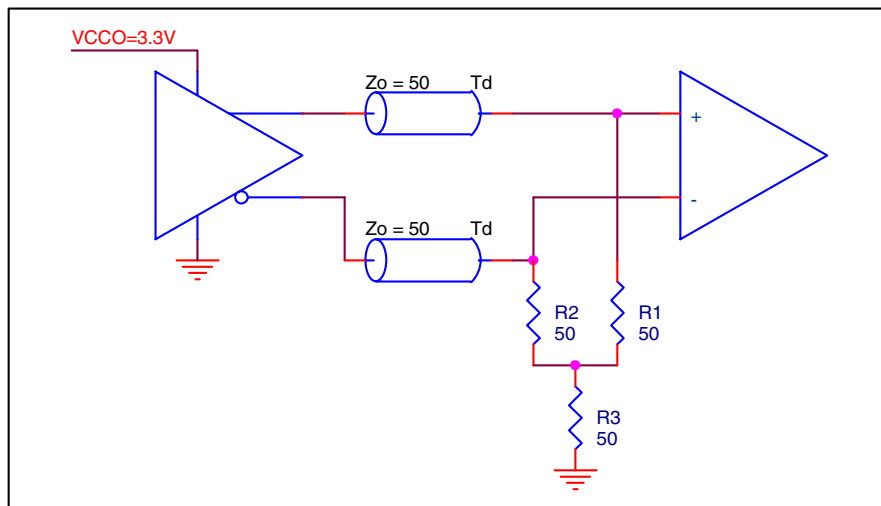 VCCO=3.3V
Zo = 50 Td
+
-
Zo = 50 Td
R2
50
R1
50
R3
50